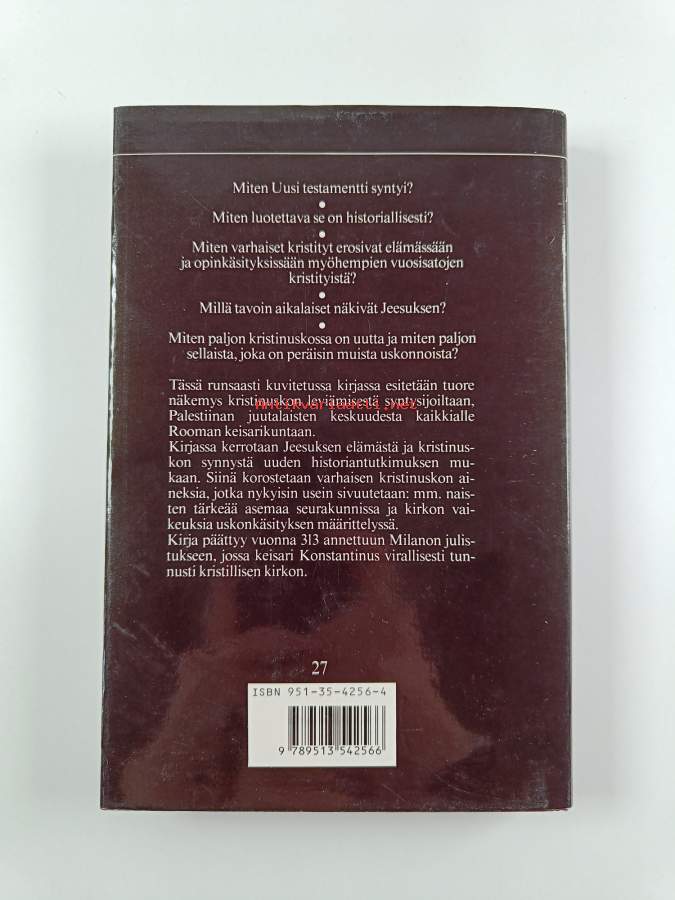 Miten Uusi testamentti syntyi?
●
Miten luotettava se on historiallisesti?
●
Miten varhaiset kristityt erosivat elämässään
ja opinkäsityksissään myöhempien vuosisatojen
kristityistä?
●
Millä tavoin aikalaiset näkivät Jeesuksen?
●
Miten paljon kristinuskossa on uutta ja miten paljon
sellaista, joka on peräisin muista uskonnoista?
Tässä runsaasti kuvitetussa kirjassa esitetään tuore
näkemys kristinuskon leviämisestä syntysijoiltaan,
Antikvariaatti.net
Palestiinan juutalaisten keskuudesta kaikkialle
Rooman keisarikuntaan.
Kirjassa kerrotaan Jeesuksen elämästä ja kristinus-
kon synnystä uuden historiantutkimuksen mu-
kaan. Siinä korostetaan varhaisen kristinuskon ai-
neksia, jotka nykyisin usein sivuutetaan: mm. nais-
ten tärkeää asemaa seurakunnissa ja kirkon vai-
keuksia uskonkäsityksen määrittelyssä.
Kirja päättyy vuonna 313 annettuun Milanon julis-
tukseen, jossa keisari Konstantinus virallisesti tun-
nusti kristillisen kirkon.
27
ISBN 951-35-4256-4
9 789513 542566